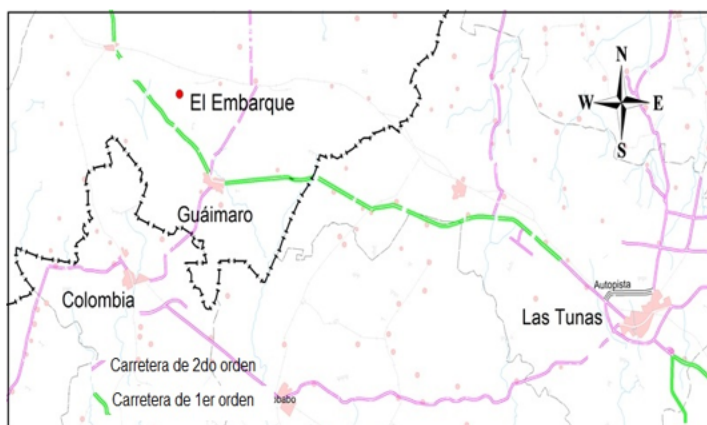 N
W E
S
El Embarque
Guáimaro
Colombia
Autopista
Las Tunas
Carretera de 2do orden
Carretera de 1er orden